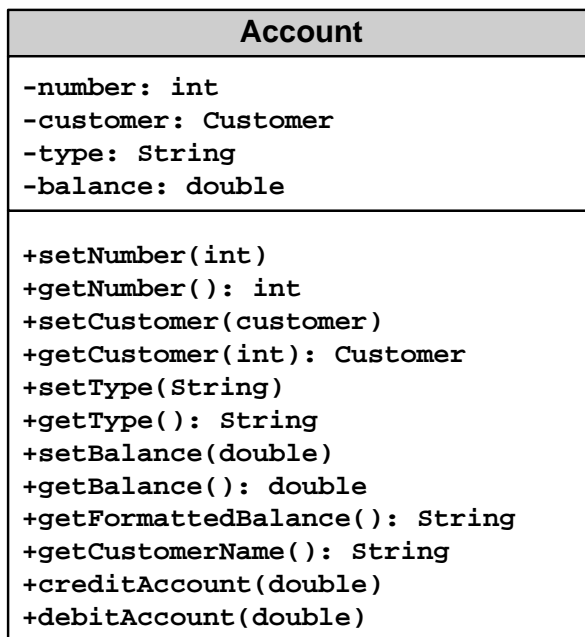 Account
-number: int
-customer: Customer
-type: String
-balance: double
+setNumber(int)
+getNumber(): int
+setCustomer(customer)
+getCustomer(int): Customer
+setType(String)
+getType(): String
+setBalance(double)
+getBalance(): double
+getFormattedBalance(): String
+getCustomerName(): String
+creditAccount(double)
+debitAccount(double)